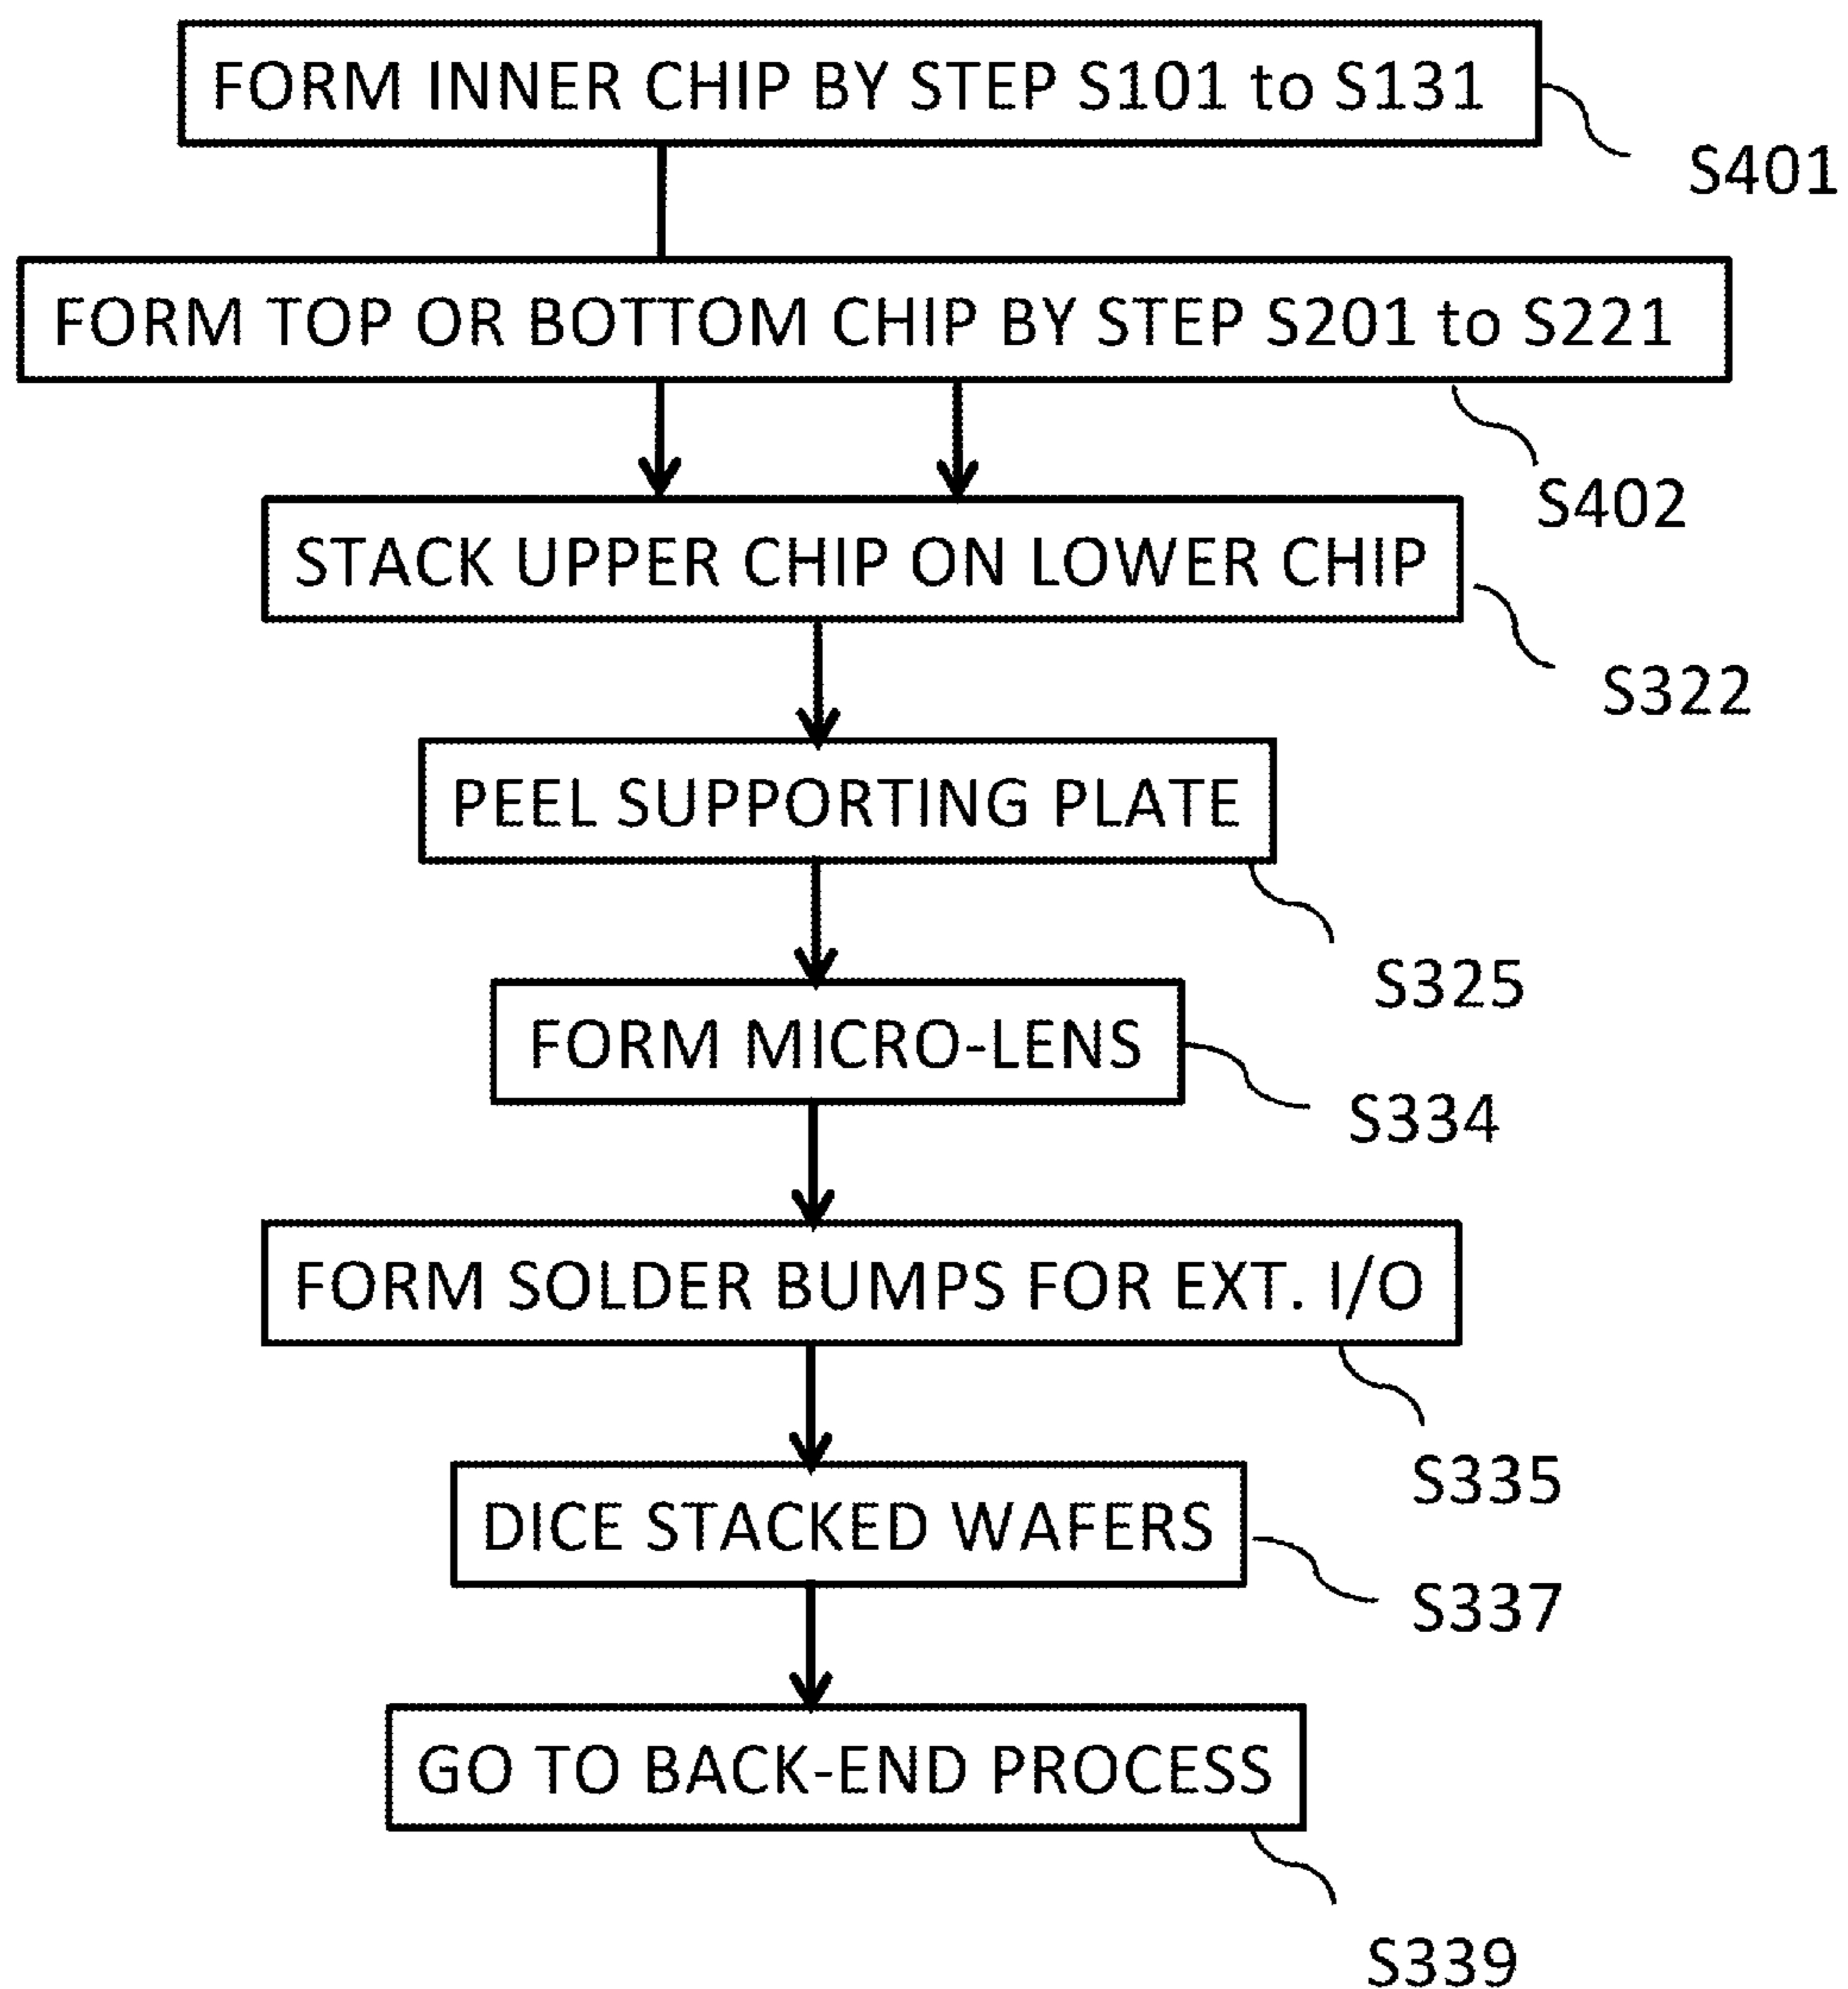 FORM INNER CHIP BY STEP S101 to S131
S401
FORM TOP OR BOTTOM CHIP BY STEP S201 to S221
S402
STACK UPPER CHIP ON LOWER CHIP
S322
PEEL SUPPORTING PLATE
S325
FORM MICRO-LENS
S334
FORM SOLDER BUMPS FOR EXT. I/O
S335
DICE STACKED WAFERS
S337
GO TO BACK-END PROCESS
S339